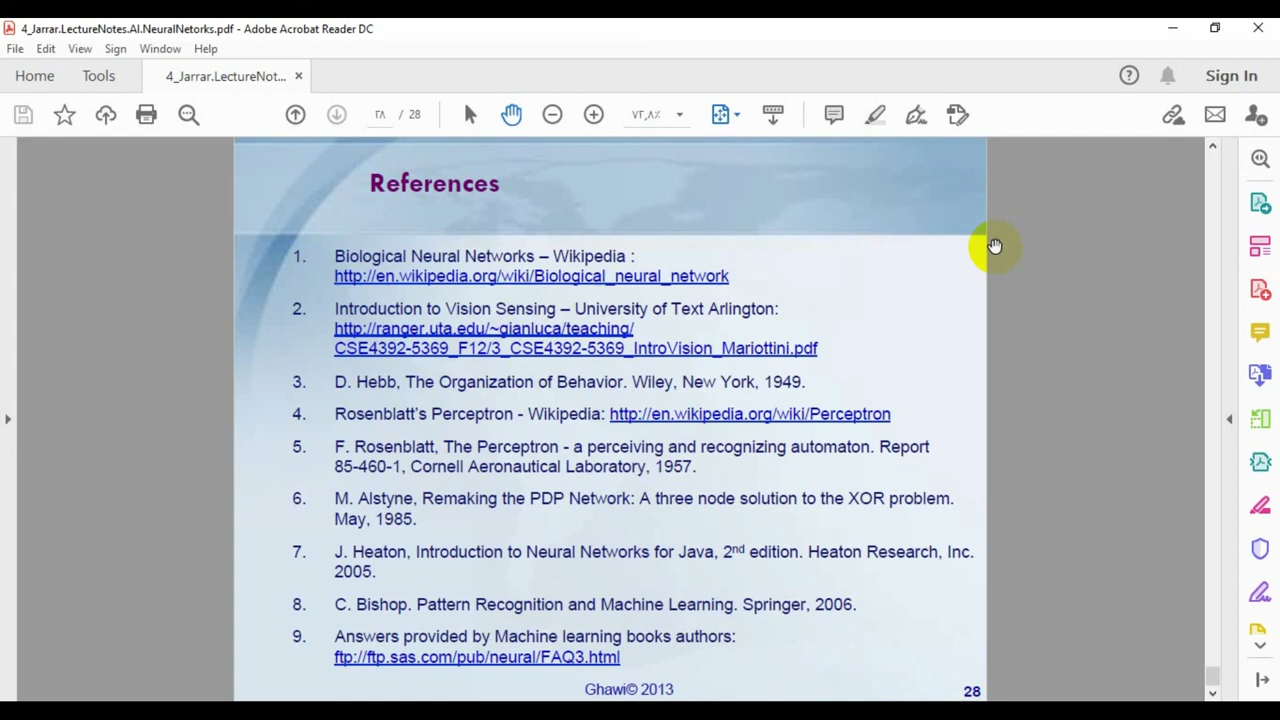 4_Jarrar.LectureNotes.AI.NeuralNetorks.pdf - Adobe Acrobat Reader DC
File Edit View Sign Window Help
Home Tools 4_Jarrar.LectureNot... × Sign In
٢٨ / 28 ٧٣,٨٪
References
1. Biological Neural Networks – Wikipedia :
http://en.wikipedia.org/wiki/Biological_neural_network
2. Introduction to Vision Sensing – University of Text Arlington:
http://ranger.uta.edu/~gianluca/teaching/
CSE4392-5369_F12/3_CSE4392-5369_IntroVision_Mariottini.pdf
3. D. Hebb, The Organization of Behavior. Wiley, New York, 1949.
4. Rosenblatt's Perceptron - Wikipedia: http://en.wikipedia.org/wiki/Perceptron
5. F. Rosenblatt, The Perceptron - a perceiving and recognizing automaton. Report
85-460-1, Cornell Aeronautical Laboratory, 1957.
6. M. Alstyne, Remaking the PDP Network: A three node solution to the XOR problem.
May, 1985.
7. J. Heaton, Introduction to Neural Networks for Java, 2nd edition. Heaton Research, Inc.
2005.
8. C. Bishop. Pattern Recognition and Machine Learning. Springer, 2006.
9. Answers provided by Machine learning books authors:
ftp://ftp.sas.com/pub/neural/FAQ3.html
Ghawi© 2013 28